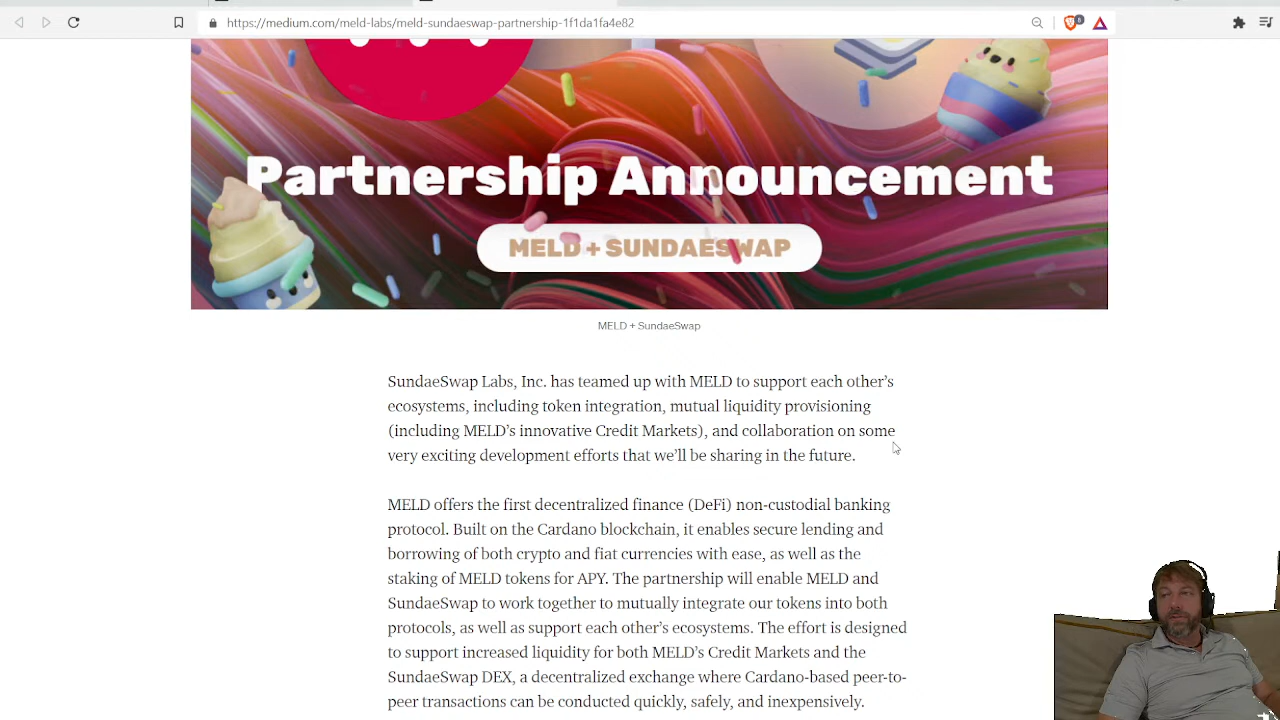 https://medium.com/meld-labs/meld-sundaeswap-partnership-1f1da1fa4e82
8
Partnership Announcement
MELD + SUNDAESWAP
MELD + SundaeSwap
SundaeSwap Labs, Inc. has teamed up with MELD to support each other’s
ecosystems, including token integration, mutual liquidity provisioning
(including MELD’s innovative Credit Markets), and collaboration on some
very exciting development efforts that we’ll be sharing in the future.
MELD offers the first decentralized finance (DeFi) non-custodial banking
protocol. Built on the Cardano blockchain, it enables secure lending and
borrowing of both crypto and fiat currencies with ease, as well as the
staking of MELD tokens for APY. The partnership will enable MELD and
SundaeSwap to work together to mutually integrate our tokens into both
protocols, as well as support each other’s ecosystems. The effort is designed
to support increased liquidity for both MELD’s Credit Markets and the
SundaeSwap DEX, a decentralized exchange where Cardano-based peer-to-
peer transactions can be conducted quickly, safely, and inexpensively.